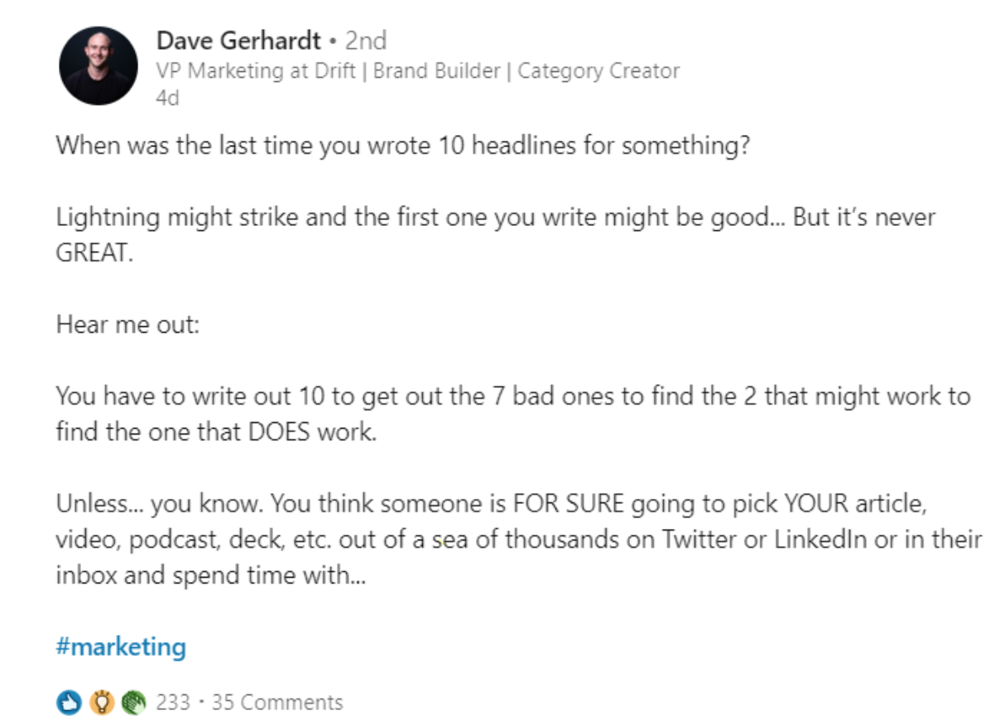 Dave Gerhardt • 2nd
VP Marketing at Drift | Brand Builder | Category Creator
4d
When was the last time you wrote 10 headlines for something?
Lightning might strike and the first one you write might be good... But it's never
GREAT.
Hear me out:
You have to write out 10 to get out the 7 bad ones to find the 2 that might work to
find the one that DOES work.
Unless... you know. You think someone is FOR SURE going to pick YOUR article,
video, podcast, deck, etc. out of a sea of thousands on Twitter or LinkedIn or in their
inbox and spend time with...
#marketing
233 · 35 Comments